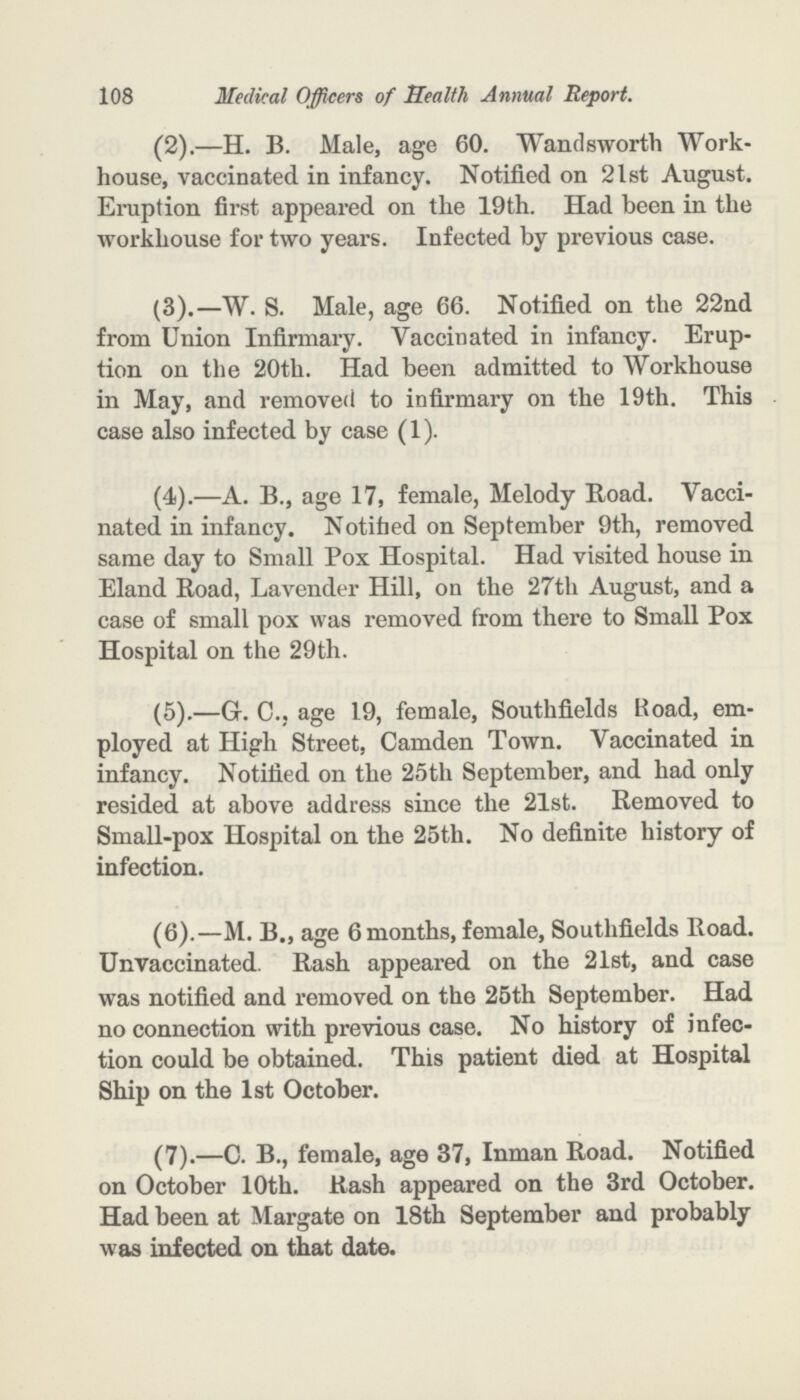 108 Medical Officers of Health Annual Report.
(2).—H. B. Male, age 60. Wandsworth Work-
house, vaccinated in infancy. Notified on 21st August.
Eruption first appeared on the 19th. Had been in the
workhouse for two years. Infected by previous case.
(3).—W. S. Male, age 66. Notified on the 22nd
from Union Infirmary. Vaccinated in infancy. Erup-
tion on the 20th. Had been admitted to Workhouse
in May, and removed to infirmary on the 19th. This
case also infected by case (1).
(4).—A. B., age 17, female, Melody Road. Vacci-
nated in infancy. Notified on September 9th, removed
same day to Small Pox Hospital. Had visited house in
Eland Road, Lavender Hill, on the 27th August, and a
case of small pox was removed from there to Small Pox
Hospital on the 29th.
(5).—G. C., age 19, female, Southfields Road, em-
ployed at High Street, Camden Town. Vaccinated in
infancy. Notified on the 25th September, and had only
resided at above address since the 21st. Removed to
Small-pox Hospital on the 25th. No definite history of
infection.
(6).—M. B., age 6 months, female, Southfields Road.
Unvaccinated. Rash appeared on the 21st, and case
was notified and removed on the 25th September. Had
no connection with previous case. No history of infec-
tion could be obtained. This patient died at Hospital
Ship on the 1st October.
(7).—C. B., female, age 37, Inman Road. Notified
on October 10th. Rash appeared on the 3rd October.
Had been at Margate on 18th September and probably
was infected on that date.